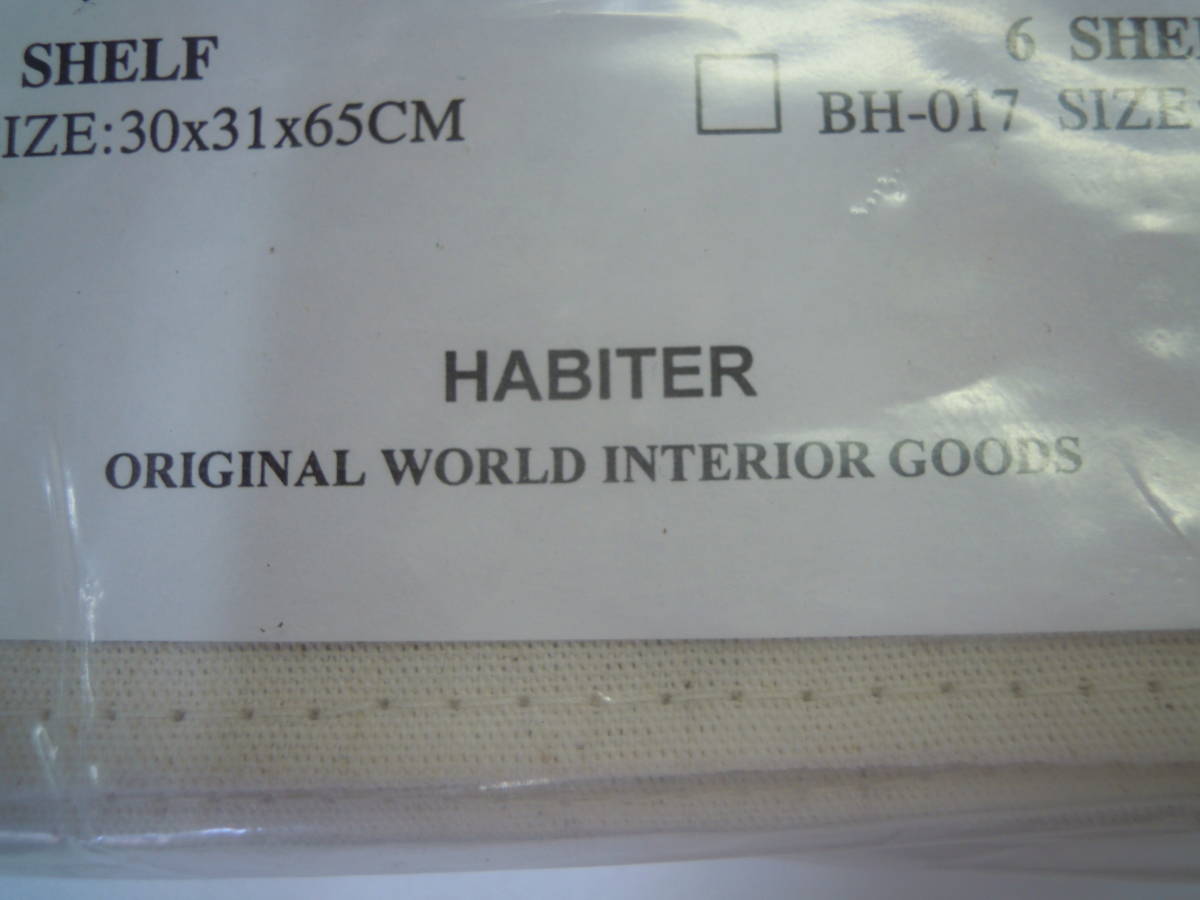 SHELF
IZE:30x31x65CM
6 SHE
BH-017 SIZE
HABITER
ORIGINAL WORLD INTERIOR GOODS